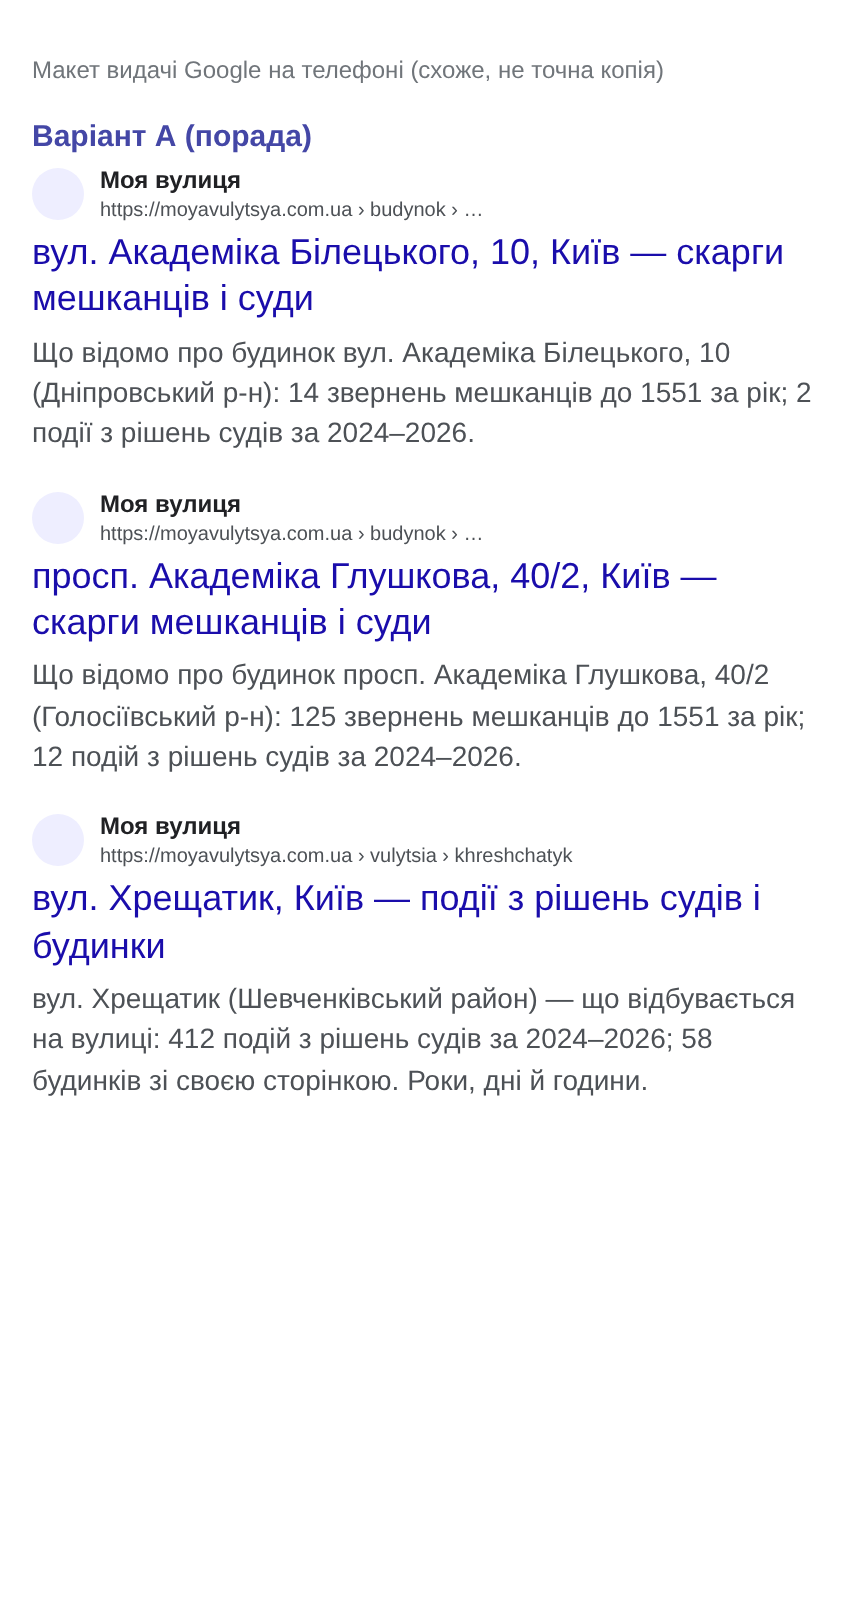 Макет видачі Google на телефоні (схоже, не точна копія)
Варіант А (порада)
Моя вулиця
https://moyavulytsya.com.ua › budynok › …
вул. Академіка Білецького, 10, Київ — скарги
мешканців і суди
Що відомо про будинок вул. Академіка Білецького, 10
(Дніпровський р-н): 14 звернень мешканців до 1551 за рік; 2
події з рішень судів за 2024–2026.
Моя вулиця
https://moyavulytsya.com.ua › budynok › …
просп. Академіка Глушкова, 40/2, Київ —
скарги мешканців і суди
Що відомо про будинок просп. Академіка Глушкова, 40/2
(Голосіївський р-н): 125 звернень мешканців до 1551 за рік;
12 подій з рішень судів за 2024–2026.
Моя вулиця
https://moyavulytsya.com.ua › vulytsia › khreshchatyk
вул. Хрещатик, Київ — події з рішень судів і
будинки
вул. Хрещатик (Шевченківський район) — що відбувається
на вулиці: 412 подій з рішень судів за 2024–2026; 58
будинків зі своєю сторінкою. Роки, дні й години.